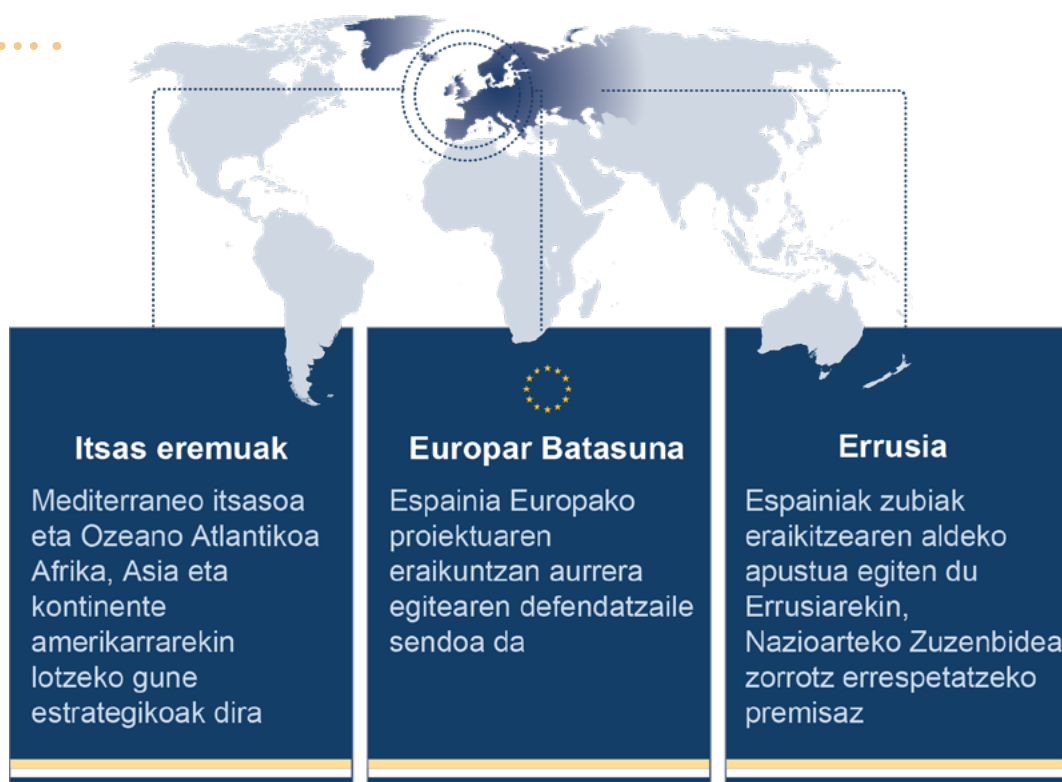 Itsas eremuak
Mediterraneo itsasoa
eta Ozeano Atlantikoa
Afrika, Asia eta
kontinente
amerikarrarekin
lotzeko gune
estrategikoak dira
Europar Batasuna
Espainia Europako
proiektuaren
eraikuntzan aurrera
egitearen defendatzaile
sendoa da
Errusia
Espainiak zubiak
eraikitzearen aldeko
apustua egiten du
Errusiarekin,
Nazioarteko Zuzenbidea
zorrotz errespetatzeko
premisaz